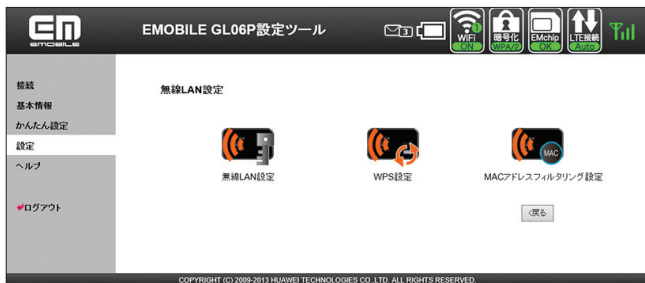 EM
EMOBILE
EMOBILE GL06P設定ツール
3
WiFi
1
ON
暗号化
WPA/2
EMchip
OK
LTE接続
Auto
接続
基本情報
かんたん設定
設定
ヘルプ
ログアウト
無線LAN設定
無線LAN設定
WPS設定
MAC
MACアドレスフィルタリング設定
戻る
COPYRIGHT (C) 2009-2013 HUAWEI TECHNOLOGIES CO.,LTD. ALL RIGHTS RESERVED.